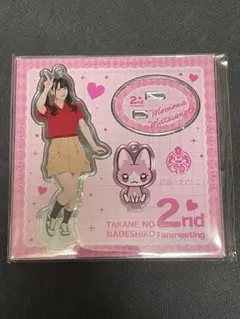 2nd
Momona
Matsumoto
TAKANE NO
NADESHIKO
2nd
Fanmeeting